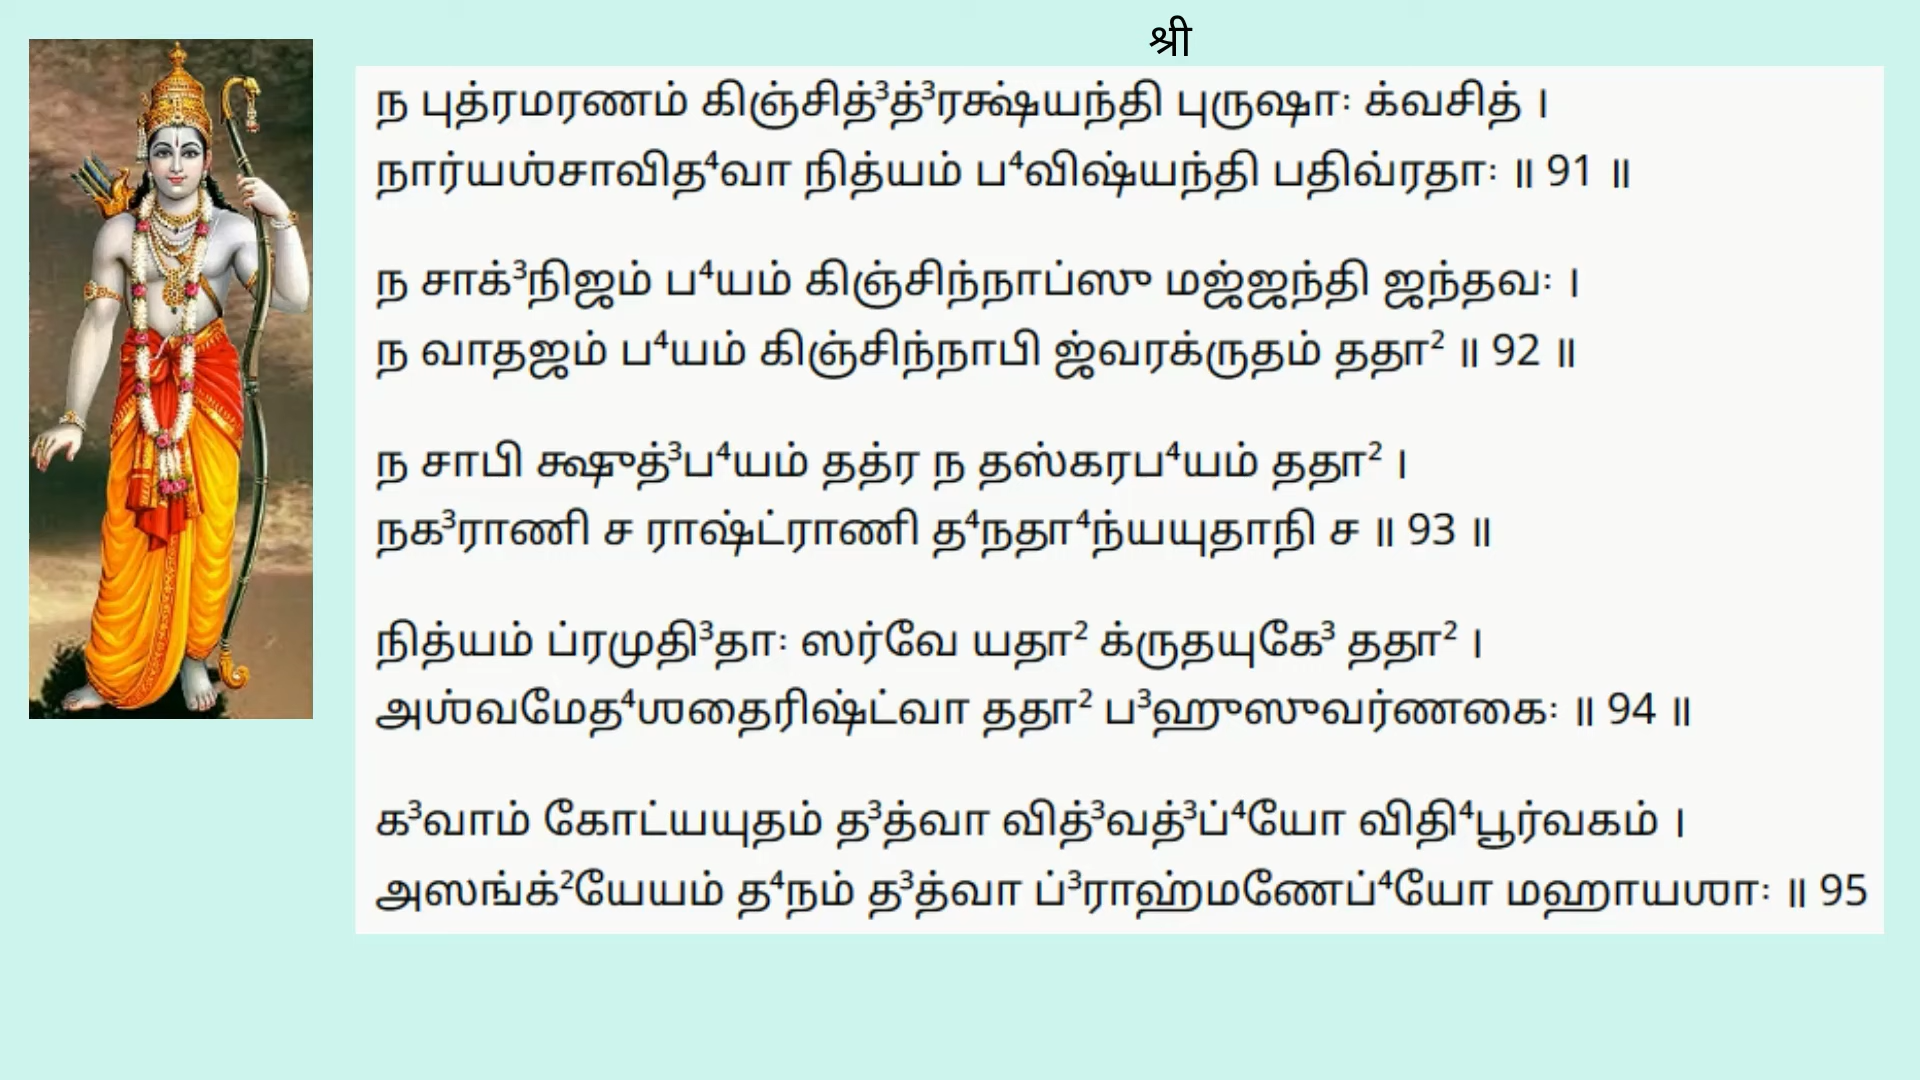 श्री
ந புத்ரமரணம் கிஞ்சித்³த்³ரக்ஷ்யந்தி புருஷா꞉ க்வசித் ।
நார்யஶ்சாவித⁴வா நித்யம் ப⁴விஷ்யந்தி பதிவ்ரதா꞉ ॥ 91 ॥
ந சாக்³நிஜம் ப⁴யம் கிஞ்சிந்நாப்ஸு மஜ்ஜந்தி ஜந்தவ꞉ ।
ந வாதஜம் ப⁴யம் கிஞ்சிந்நாபி ஜ்வரக்ருதம் ததா² ॥ 92 ॥
ந சாபி க்ஷுத்³ப⁴யம் தத்ர ந தஸ்கரப⁴யம் ததா² ।
நக³ராணி ச ராஷ்ட்ராணி த⁴நதா⁴ந்யயுதாநி ச ॥ 93 ॥
நித்யம் ப்ரமுதி³தா꞉ ஸர்வே யதா² க்ருதயுகே³ ததா² ।
அஶ்வமேத⁴ஶதைரிஷ்ட்வா ததா² ப³ஹுஸுவர்ணகை꞉ ॥ 94 ॥
க³வாம் கோட்யயுதம் த³த்வா வித்³வத்³ப்⁴யோ விதி⁴பூர்வகம் ।
அஸங்க்²யேயம் த⁴நம் த³த்வா ப்³ராஹ்மணேப்⁴யோ மஹாயஶா꞉ ॥ 95